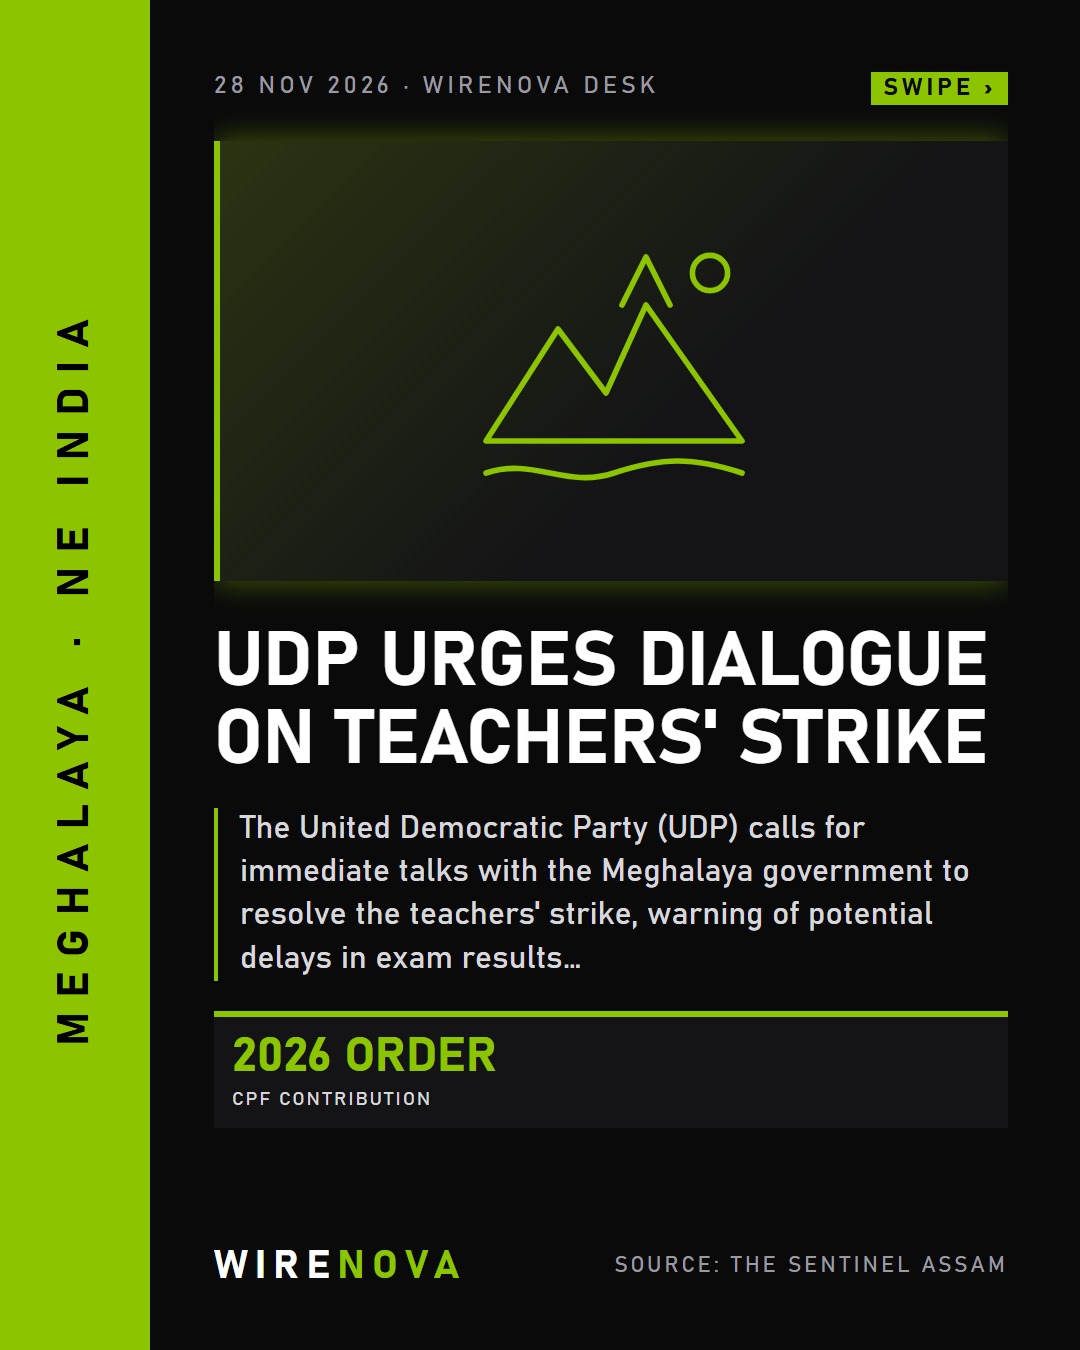 MEGHALAYA · NE INDIA
28 NOV 2026 · WIRENOVA DESK
SWIPE ›
UDP URGES DIALOGUE
ON TEACHERS' STRIKE
The United Democratic Party (UDP) calls for
immediate talks with the Meghalaya government to
resolve the teachers' strike, warning of potential
delays in exam results…
2026 ORDER
CPF CONTRIBUTION
WIRENOVA
SOURCE: THE SENTINEL ASSAM